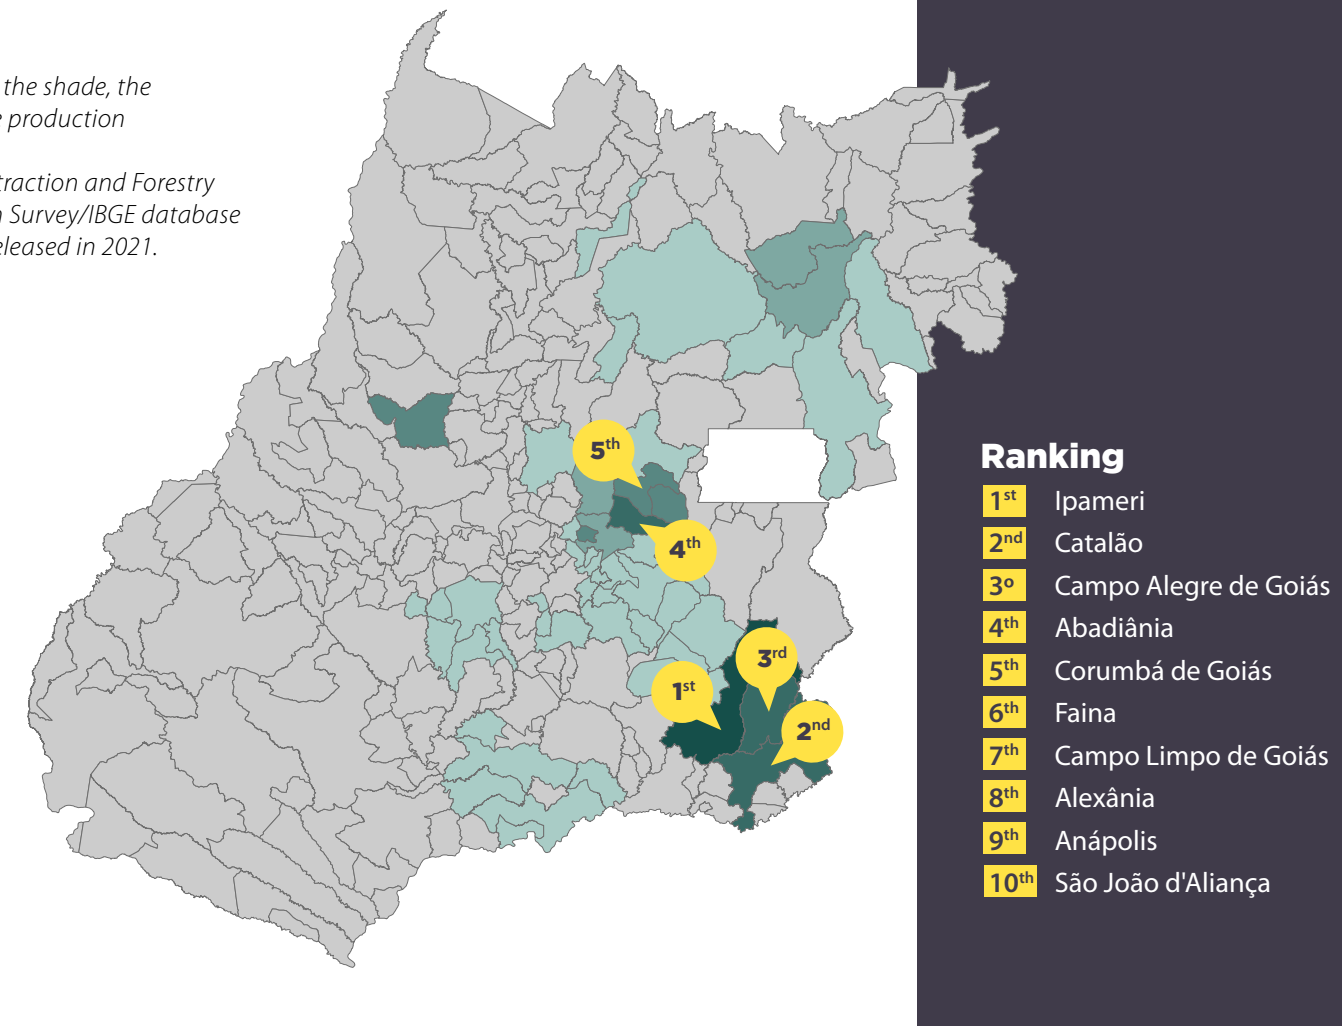 the shade, the
production
and Forestry
Survey/IBGE database
in 2021.
5th
4th
3rd
1st
2nd
Ranking
1st Ipameri
2nd Catalão
3º Campo Alegre de Goiás
4th Abadiânia
5th Corumbá de Goiás
6th Faina
7th Campo Limpo de Goiás
8th Alexânia
9th Anápolis
10th São João d'Aliança